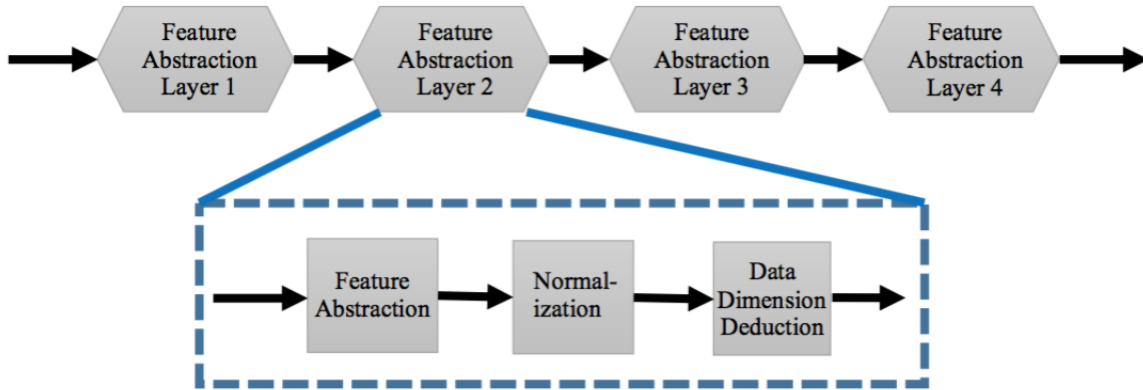 Feature
Abstraction
Layer 1
Feature
Abstraction
Layer 2
Feature
Abstraction
Layer 3
Feature
Abstraction
Layer 4
Feature
Abstraction
Normal-
ization
Data
Dimension
Deduction